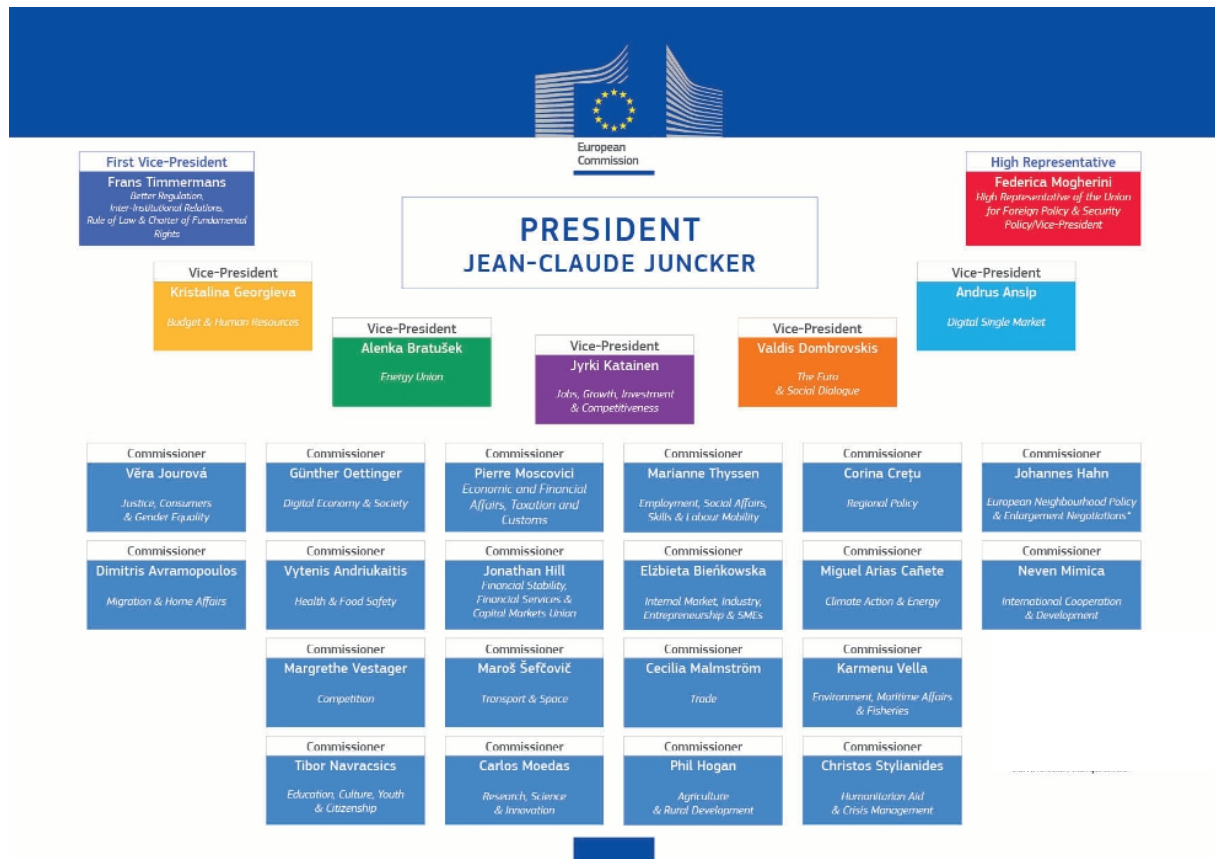 European
Commission
First Vice-President
Frans Timmermans
Better Regulation,
Inter-Institutional Relations,
Rule of Law & Charter of Fundamental
Rights
High Representative
Federica Mogherini
High Representative of the Union
for Foreign Policy & Security
Policy/Vice-President
PRESIDENT
JEAN-CLAUDE JUNCKER
Vice-President
Kristalina Georgieva
Budget & Human Resources
Vice-President
Andrus Ansip
Digital Single Market
Vice-President
Alenka Bratušek
Energy Union
Vice-President
Jyrki Katainen
Jobs, Growth, Investment
& Competitiveness
Vice-President
Valdis Dombrovskis
The Euro
& Social Dialogue
Commissioner
Věra Jourová
Justice, Consumers
& Gender Equality
Commissioner
Günther Oettinger
Digital Economy & Society
Commissioner
Pierre Moscovici
Economic and Financial
Affairs, Taxation and
Customs
Commissioner
Marianne Thyssen
Employment, Social Affairs,
Skills & Labour Mobility
Commissioner
Corina Crețu
Regional Policy
Commissioner
Johannes Hahn
European Neighbourhood Policy
& Enlargement Negotiations*
Commissioner
Dimitris Avramopoulos
Migration & Home Affairs
Commissioner
Vytenis Andriukaitis
Health & Food Safety
Commissioner
Jonathan Hill
Financial Stability,
Financial Services &
Capital Markets Union
Commissioner
Elżbieta Bieńkowska
Internal Market, Industry,
Entrepreneurship & SMEs
Commissioner
Miguel Arias Cañete
Climate Action & Energy
Commissioner
Neven Mimica
International Cooperation
& Development
Commissioner
Margrethe Vestager
Competition
Commissioner
Maroš Šefčovič
Transport & Space
Commissioner
Cecilia Malmström
Trade
Commissioner
Karmenu Vella
Environment, Maritime Affairs
& Fisheries
Commissioner
Tibor Navracsics
Education, Culture, Youth
& Citizenship
Commissioner
Carlos Moedas
Research, Science
& Innovation
Commissioner
Phil Hogan
Agriculture
& Rural Development
Commissioner
Christos Stylianides
Humanitarian Aid
& Crisis Management